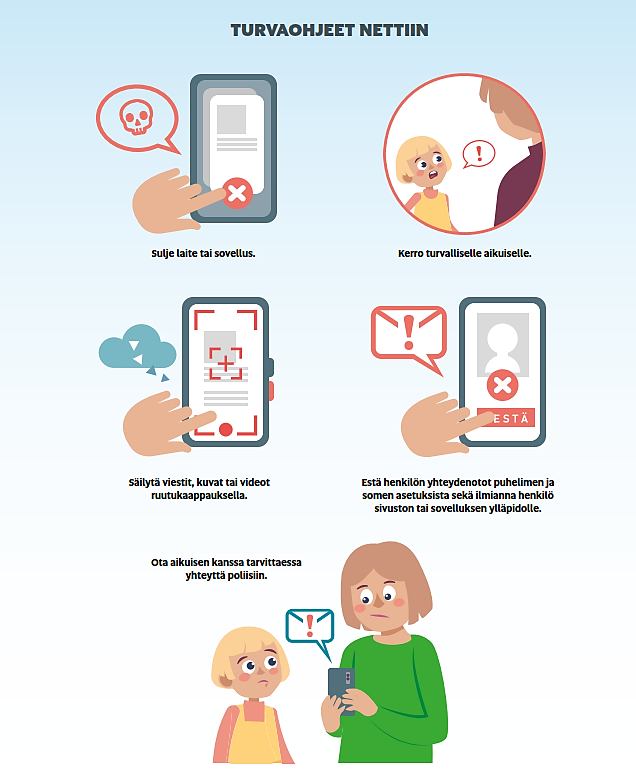 TURVAOHJEET NETTIIN
Sulje laite tai sovellus.
Kerro turvalliselle aikuiselle.
Säilytä viestit, kuvat tai videot
ruutukaappauksella.
ESTÄ
Estä henkilön yhteydenotot puhelimen ja
somen asetuksista sekä ilmianna henkilö
sivuston tai sovelluksen ylläpidolle.
Ota aikuisen kanssa tarvittaessa
yhteyttä poliisiin.